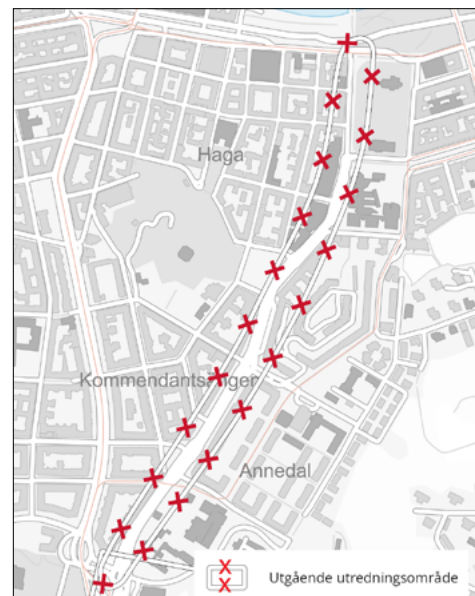 Haga
Kommendantsängen
Annedal
Utgående utredningsområde